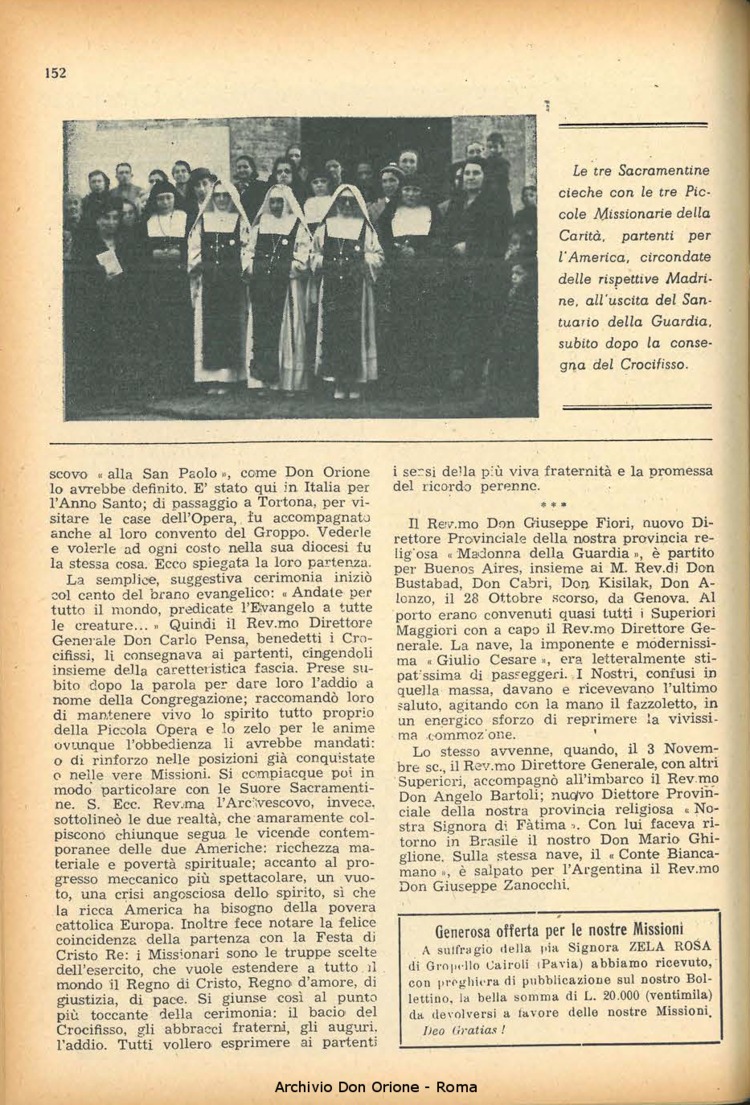 152
Le tre Sacramentine
cieche con le tre Pic-
cole Missionarie della
Carità, partenti per
l'America, circondate
delle rispettive Madri-
ne, all'uscita del San-
tuario della Guardia,
subito dopo la conse-
gna del Crocifisso.
scovo « alla San Paolo », come Don Orione
lo avrebbe definito. E' stato qui in Italia per
l'Anno Santo; di passaggio a Tortona, per vi-
sitare le case dell'Opera, fu accompagnato
anche al loro convento del Groppo. Vederle
e volerle ad ogni costo nella sua diocesi fu
la stessa cosa. Ecco spiegata la loro partenza.
La semplice, suggestiva cerimonia iniziò
col canto del brano evangelico: « Andate per
tutto il mondo, predicate l'Evangelo a tutte
le creature... » Quindi il Rev.mo Direttore
Generale Don Carlo Pensa, benedetti i Cro-
cifissi, li consegnava ai partenti, cingendoli
insieme della caretteristica fascia. Prese su-
bito dopo la parola per dare loro l'addio a
nome della Congregazione; raccomandò loro
di mantenere vivo lo spirito tutto proprio
della Piccola Opera e lo zelo per le anime
ovunque l'obbedienza li avrebbe mandati:
o di rinforzo nelle posizioni già conquistate
o nelle vere Missioni. Si compiacque poi in
modo particolare con le Suore Sacramenti-
ne. S. Ecc. Rev.ma l'Arcivescovo, invece,
sottolineò le due realtà, che amaramente col-
piscono chiunque segua le vicende contem-
poranee delle due Americhe: ricchezza ma-
teriale e povertà spirituale; accanto al pro-
gresso meccanico più spettacolare, un vuo-
to, una crisi angosciosa dello spirito, sì che
la ricca America ha bisogno della povera
cattolica Europa. Inoltre fece notare la felice
coincidenza della partenza con la Festa di
Cristo Re: i Missionari sono le truppe scelte
dell'esercito, che vuole estendere a tutto il
mondo il Regno di Cristo, Regno d'amore, di
giustizia, di pace. Si giunse così al punto
più toccante della cerimonia: il bacio del
Crocifisso, gli abbracci fraterni, gli auguri,
l'addio. Tutti vollero esprimere ai partenti
i sensi della più viva fraternità e la promessa
del ricordo perenne.
* * *
Il Rev.mo Don Giuseppe Fiori, nuovo Di-
rettore Provinciale della nostra provincia re-
ligiosa « Madonna della Guardia », è partito
per Buenos Aires, insieme ai M. Rev.di Don
Bustabad, Don Cabri, Don Kisilak, Don A-
lonzo, il 28 Ottobre scorso, da Genova. Al
porto erano convenuti quasi tutti i Superiori
Maggiori con a capo il Rev.mo Direttore Ge-
nerale. La nave, la imponente e modernissi-
ma « Giulio Cesare », era letteralmente sti-
patissima di passeggeri. I Nostri, confusi in
quella massa, davano e ricevevano l'ultimo
saluto, agitando con la mano il fazzoletto, in
un energico sforzo di reprimere la vivissi-
ma commozione.
Lo stesso avvenne, quando, il 3 Novem-
bre sc., il Rev.mo Direttore Generale, con altri
Superiori, accompagnò all'imbarco il Rev.mo
Don Angelo Bartoli; nuovo Diettore Provin-
ciale della nostra provincia religiosa « No-
stra Signora di Fàtima ». Con lui faceva ri-
torno in Brasile il nostro Don Mario Ghi-
glione. Sulla stessa nave, il « Conte Bianca-
mano », è salpato per l'Argentina il Rev.mo
Don Giuseppe Zanocchi.
Generosa offerta per le nostre Missioni
A suffragio della pia Signora ZELA ROSA
di Gropello Cairoli (Pavia) abbiamo ricevuto,
con preghiera di pubblicazione sul nostro Bol-
lettino, la bella somma di L. 20.000 (ventimila)
da devolversi a favore delle nostre Missioni.
Deo Gratias !
Archivio Don Orione - Roma